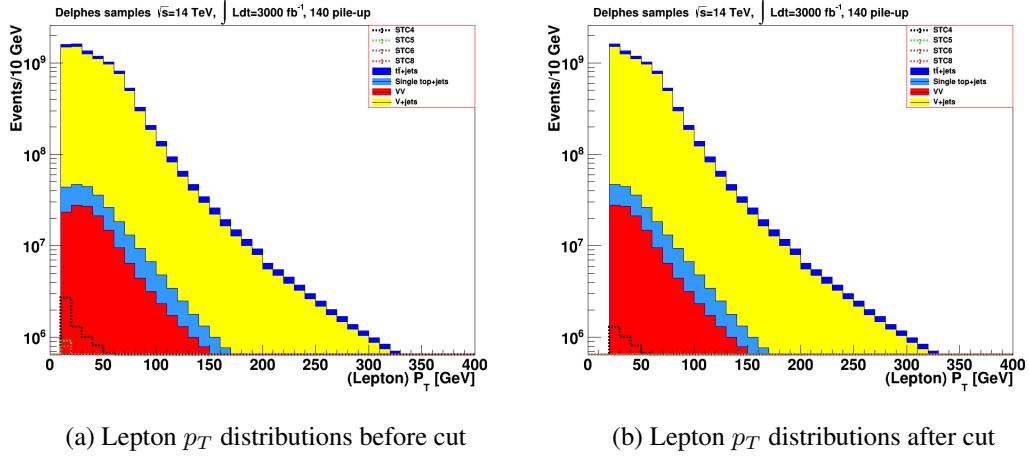 Delphes samples √s=14 TeV, ∫ Ldt=3000 fb⁻¹, 140 pile-up
Events/10 GeV
10⁹
10⁸
10⁷
10⁶
STC4
STC5
STC6
STC8
tt̄+jets
Single top+jets
VV
V+jets
0 50 100 150 200 250 300 350 400
(Lepton) P_T [GeV]
(a) Lepton p_T distributions before cut
Delphes samples √s=14 TeV, ∫ Ldt=3000 fb⁻¹, 140 pile-up
Events/10 GeV
10⁹
10⁸
10⁷
10⁶
STC4
STC5
STC6
STC8
tt̄+jets
Single top+jets
VV
V+jets
0 50 100 150 200 250 300 350 400
(Lepton) P_T [GeV]
(b) Lepton p_T distributions after cut